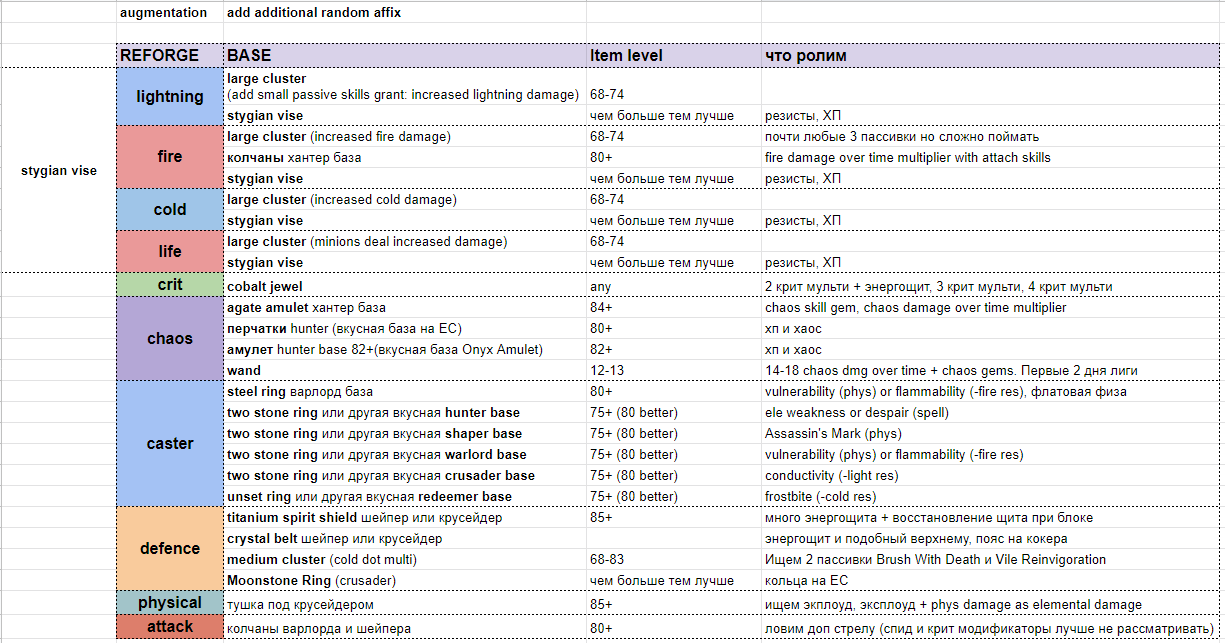 augmentation add additional random affix
REFORGE BASE Item level что ролим
stygian vise
lightning
large cluster
(add small passive skills grant: increased lightning damage) 68-74
stygian vise чем больше тем лучше резисты, ХП
fire
large cluster (increased fire damage) 68-74 почти любые 3 пассивки но сложно поймать
колчаны хантер база 80+ fire damage over time multiplier with attach skills
stygian vise чем больше тем лучше резисты, ХП
cold
large cluster (increased cold damage) 68-74
stygian vise чем больше тем лучше резисты, ХП
life
large cluster (minions deal increased damage) 68-74
stygian vise чем больше тем лучше резисты, ХП
crit cobalt jewel any 2 крит мульти + энергощит, 3 крит мульти, 4 крит мульти
chaos
agate amulet хантер база 84+ chaos skill gem, chaos damage over time multiplier
перчатки hunter (вкусная база на ЕС) 80+ хп и хаос
амулет hunter base 82+(вкусная база Onyx Amulet) 82+ хп и хаос
wand 12-13 14-18 chaos dmg over time + chaos gems. Первые 2 дня лиги
caster
steel ring варлорд база 80+ vulnerability (phys) or flammability (-fire res), флатовая физа
two stone ring или другая вкусная hunter base 75+ (80 better) ele weakness or despair (spell)
two stone ring или другая вкусная shaper base 75+ (80 better) Assassin's Mark (phys)
two stone ring или другая вкусная warlord base 75+ (80 better) vulnerability (phys) or flammability (-fire res)
two stone ring или другая вкусная crusader base 75+ (80 better) conductivity (-light res)
unset ring или другая вкусная redeemer base 75+ (80 better) frostbite (-cold res)
defence
titanium spirit shield шейпер или крусейдер 85+ много энергощита + восстановление щита при блоке
crystal belt шейпер или крусейдер энергощит и подобный верхнему, пояс на кокера
medium cluster (cold dot multi) 68-83 Ищем 2 пассивки Brush With Death и Vile Reinvigoration
Moonstone Ring (crusader) чем больше тем лучше кольца на ЕС
physical тушка под крусейдером 85+ ищем экплоуд, эксплоуд + phys damage as elemental damage
attack колчаны варлорда и шейпера 80+ ловим доп стрелу (спид и крит модификаторы лучше не рассматривать)